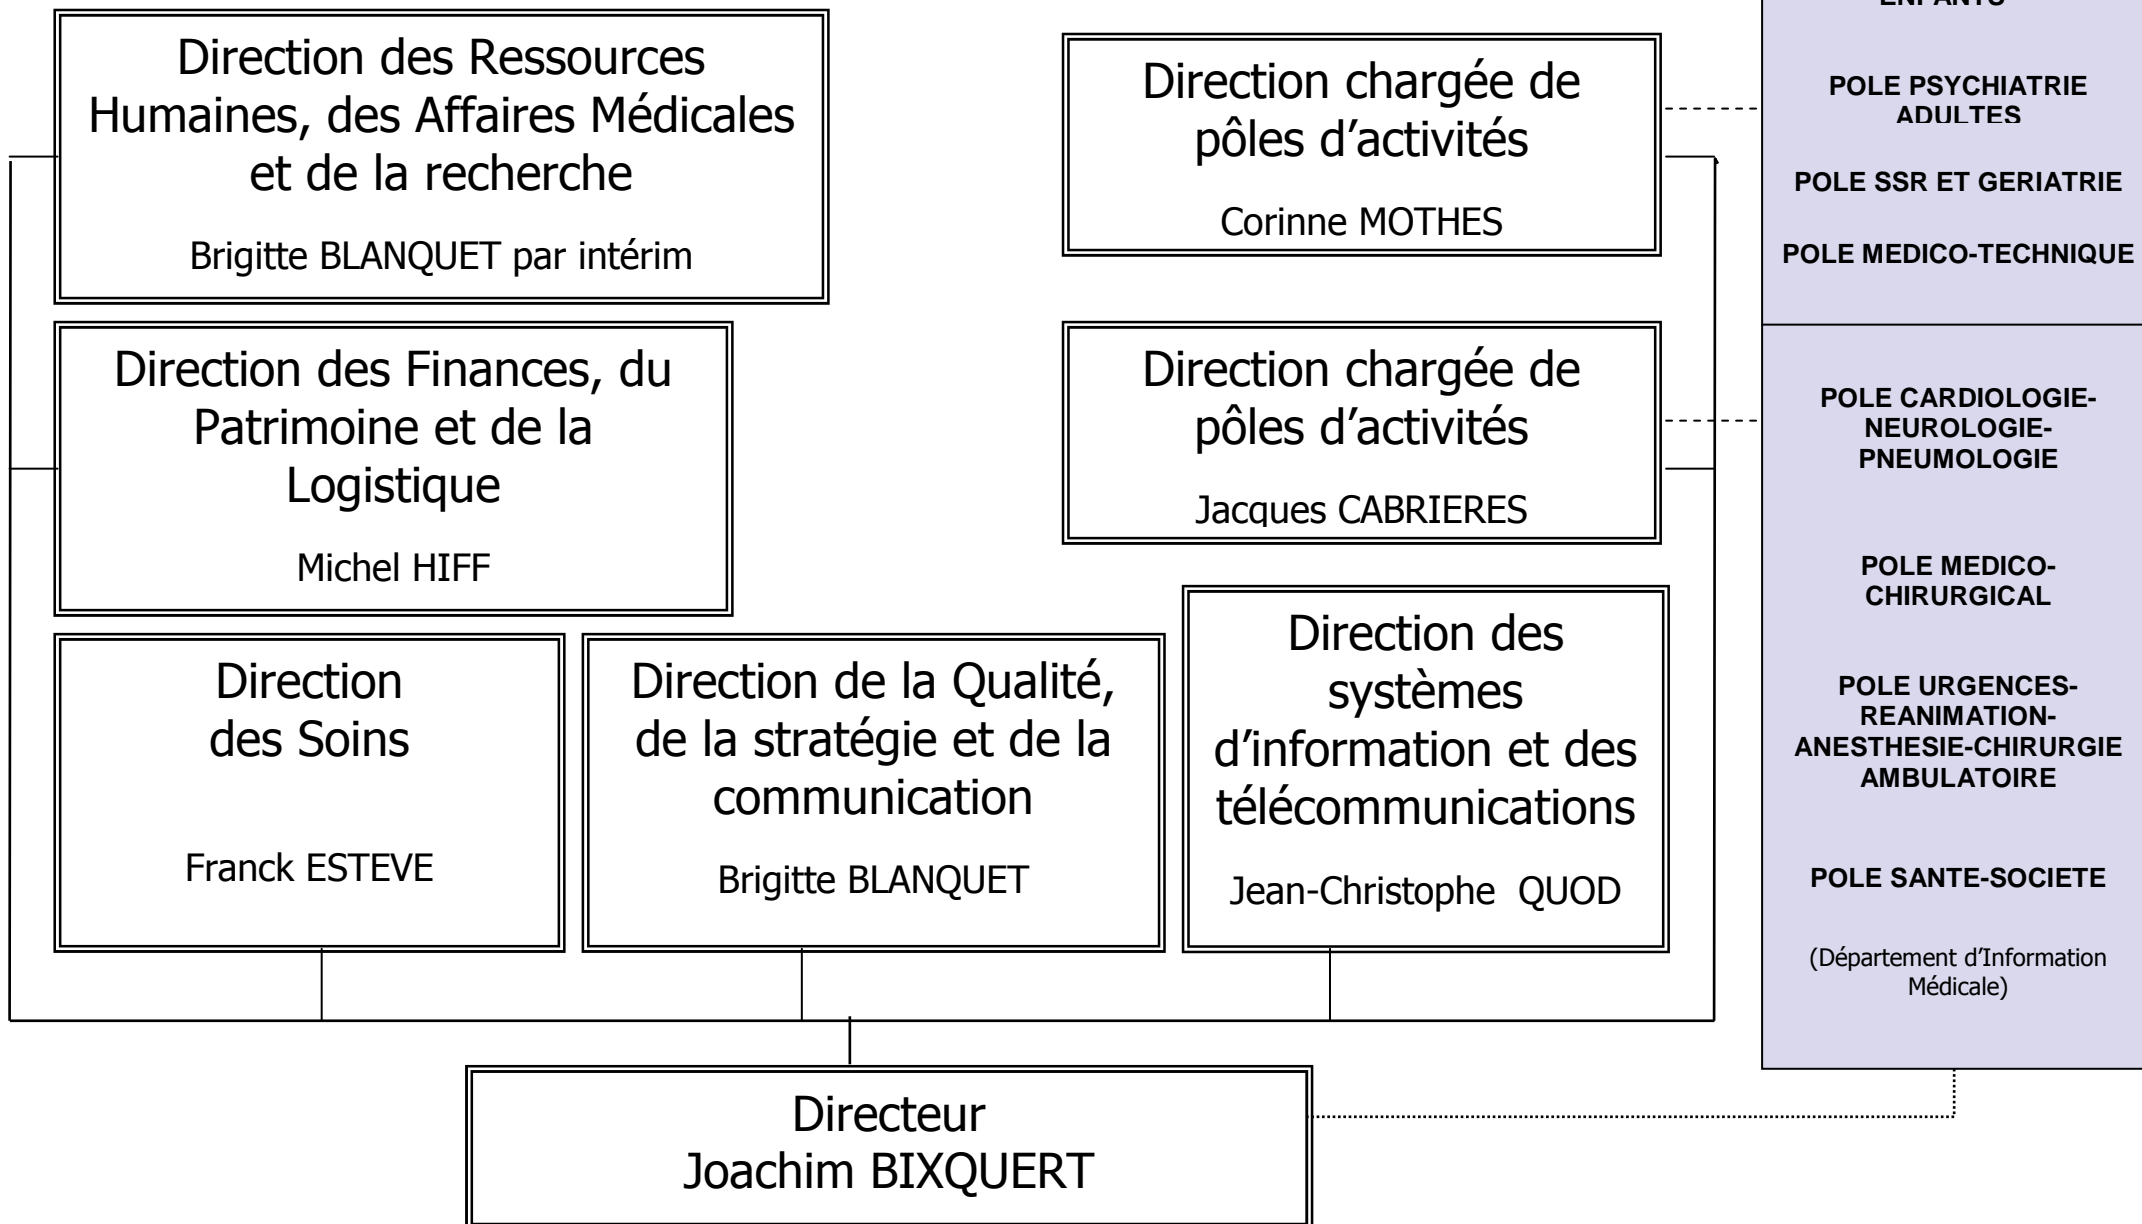 Direction des Ressources
Humaines, des Affaires Médicales
et de la recherche
Brigitte BLANQUET par intérim
Direction chargée de
pôles d’activités
Corinne MOTHES
ENFANTS
POLE PSYCHIATRIE
ADULTES
POLE SSR ET GERIATRIE
POLE MEDICO-TECHNIQUE
Direction des Finances, du
Patrimoine et de la
Logistique
Michel HIFF
Direction chargée de
pôles d’activités
Jacques CABRIERES
POLE CARDIOLOGIE-
NEUROLOGIE-
PNEUMOLOGIE
POLE MEDICO-
CHIRURGICAL
POLE URGENCES-
REANIMATION-
ANESTHESIE-CHIRURGIE
AMBULATOIRE
POLE SANTE-SOCIETE
(Département d’Information
Médicale)
Direction
des Soins
Franck ESTEVE
Direction de la Qualité,
de la stratégie et de la
communication
Brigitte BLANQUET
Direction des
systèmes
d’information et des
télécommunications
Jean-Christophe  QUOD
Directeur
Joachim BIXQUERT